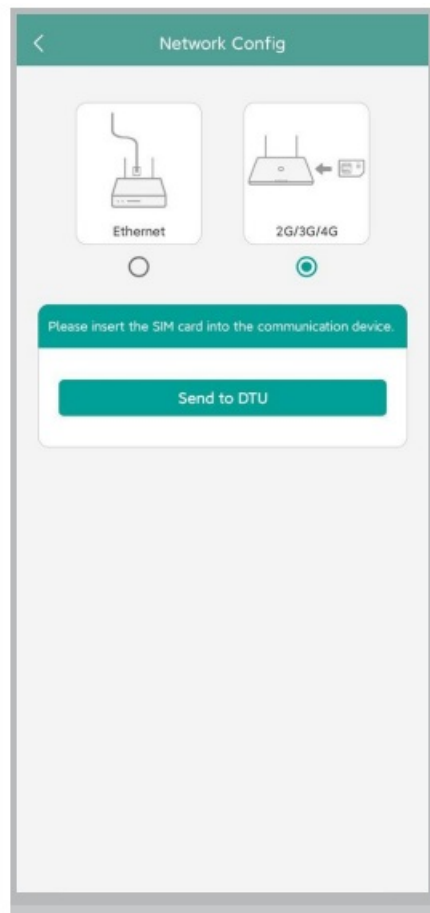 Network Config
Ethernet
2G/3G/4G
Please insert the SIM card into the communication device.
Send to DTU